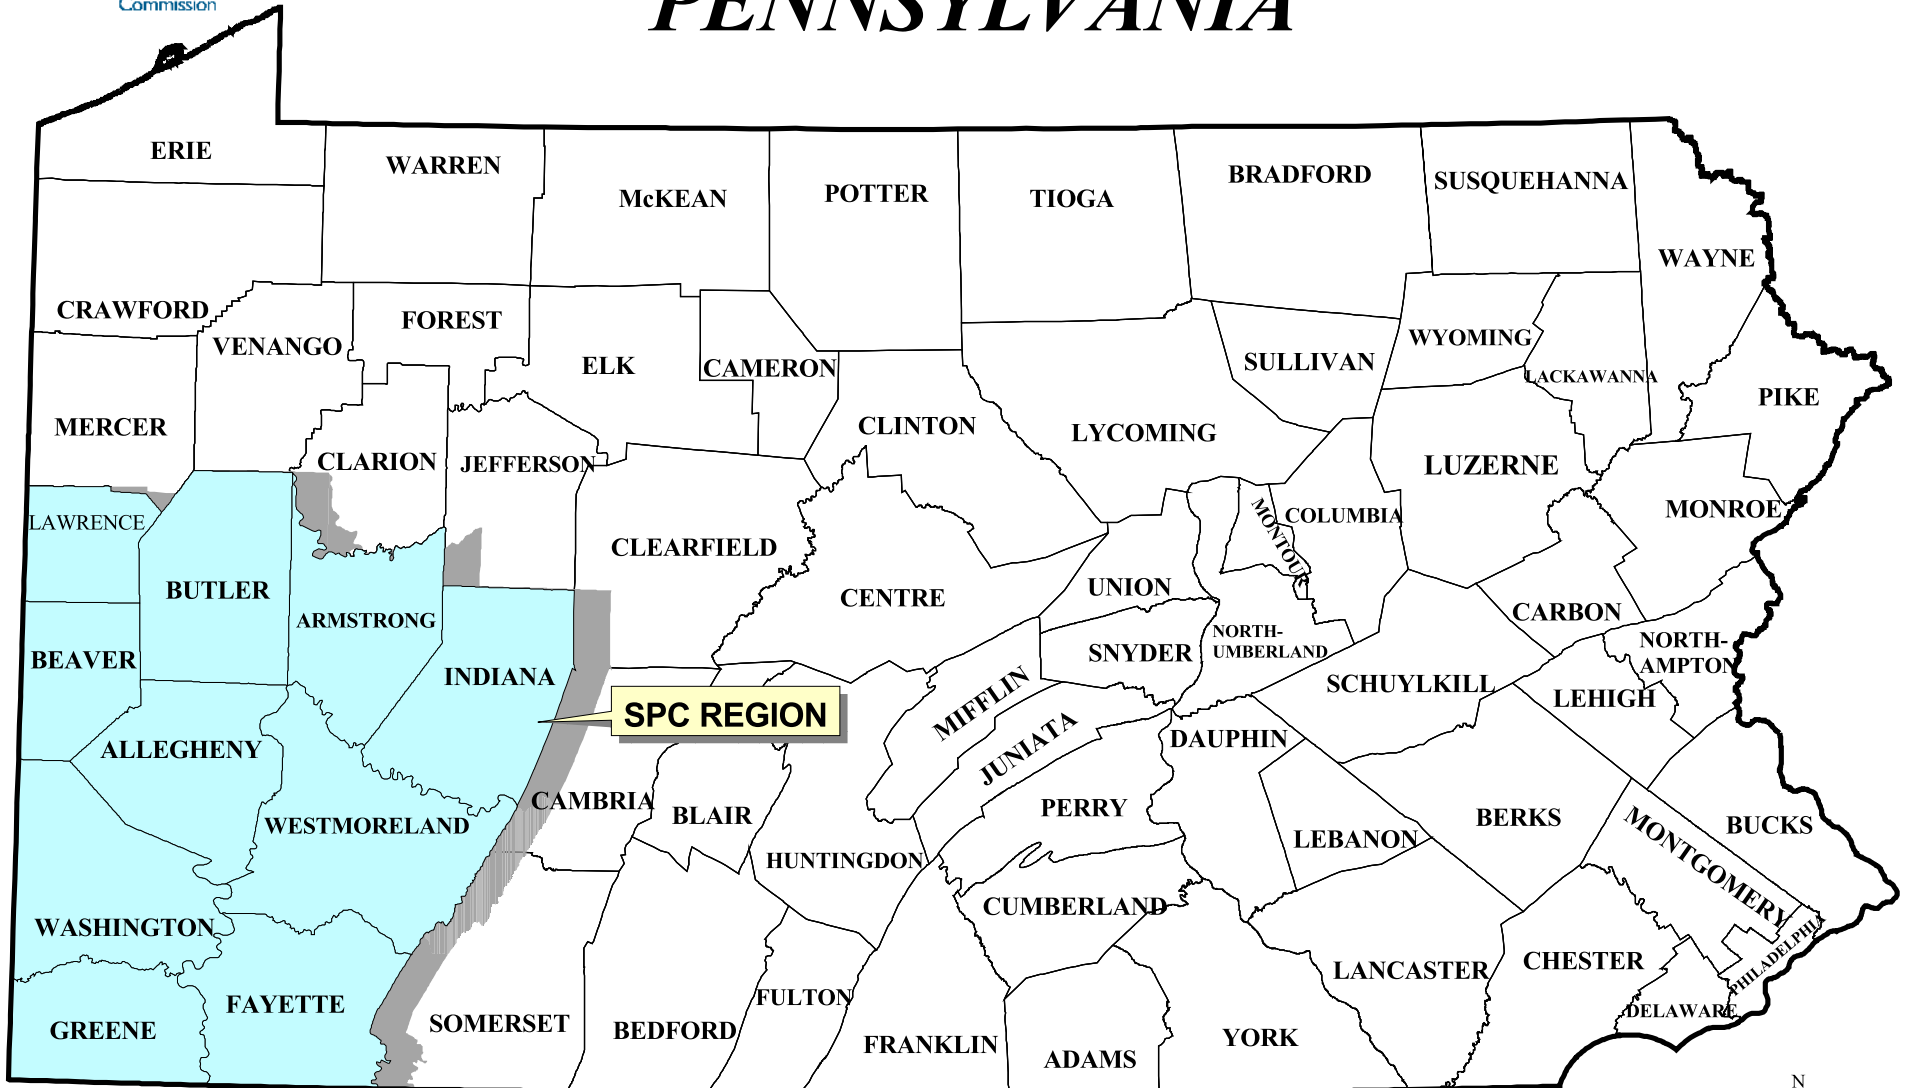 Commission
PENNSYLVANIA
ERIE
WARREN
McKEAN
POTTER
TIOGA
BRADFORD
SUSQUEHANNA
WAYNE
CRAWFORD
VENANGO
FOREST
ELK
CAMERON
SULLIVAN
WYOMING
LACKAWANNA
PIKE
MERCER
CLARION
JEFFERSON
CLINTON
LYCOMING
LUZERNE
MONROE
LAWRENCE
BUTLER
ARMSTRONG
CLEARFIELD
CENTRE
UNION
MONTOUR
COLUMBIA
CARBON
BEAVER
INDIANA
SNYDER
NORTH-
UMBERLAND
NORTH-
AMPTON
SCHUYLKILL
LEHIGH
SPC REGION
MIFFLIN
JUNIATA
DAUPHIN
ALLEGHENY
WESTMORELAND
CAMBRIA
BLAIR
HUNTINGDON
PERRY
LEBANON
BERKS
MONTGOMERY
BUCKS
WASHINGTON
CUMBERLAND
LANCASTER
CHESTER
PHILADELPHIA
DELAWARE
GREENE
FAYETTE
SOMERSET
BEDFORD
FULTON
FRANKLIN
ADAMS
YORK
N